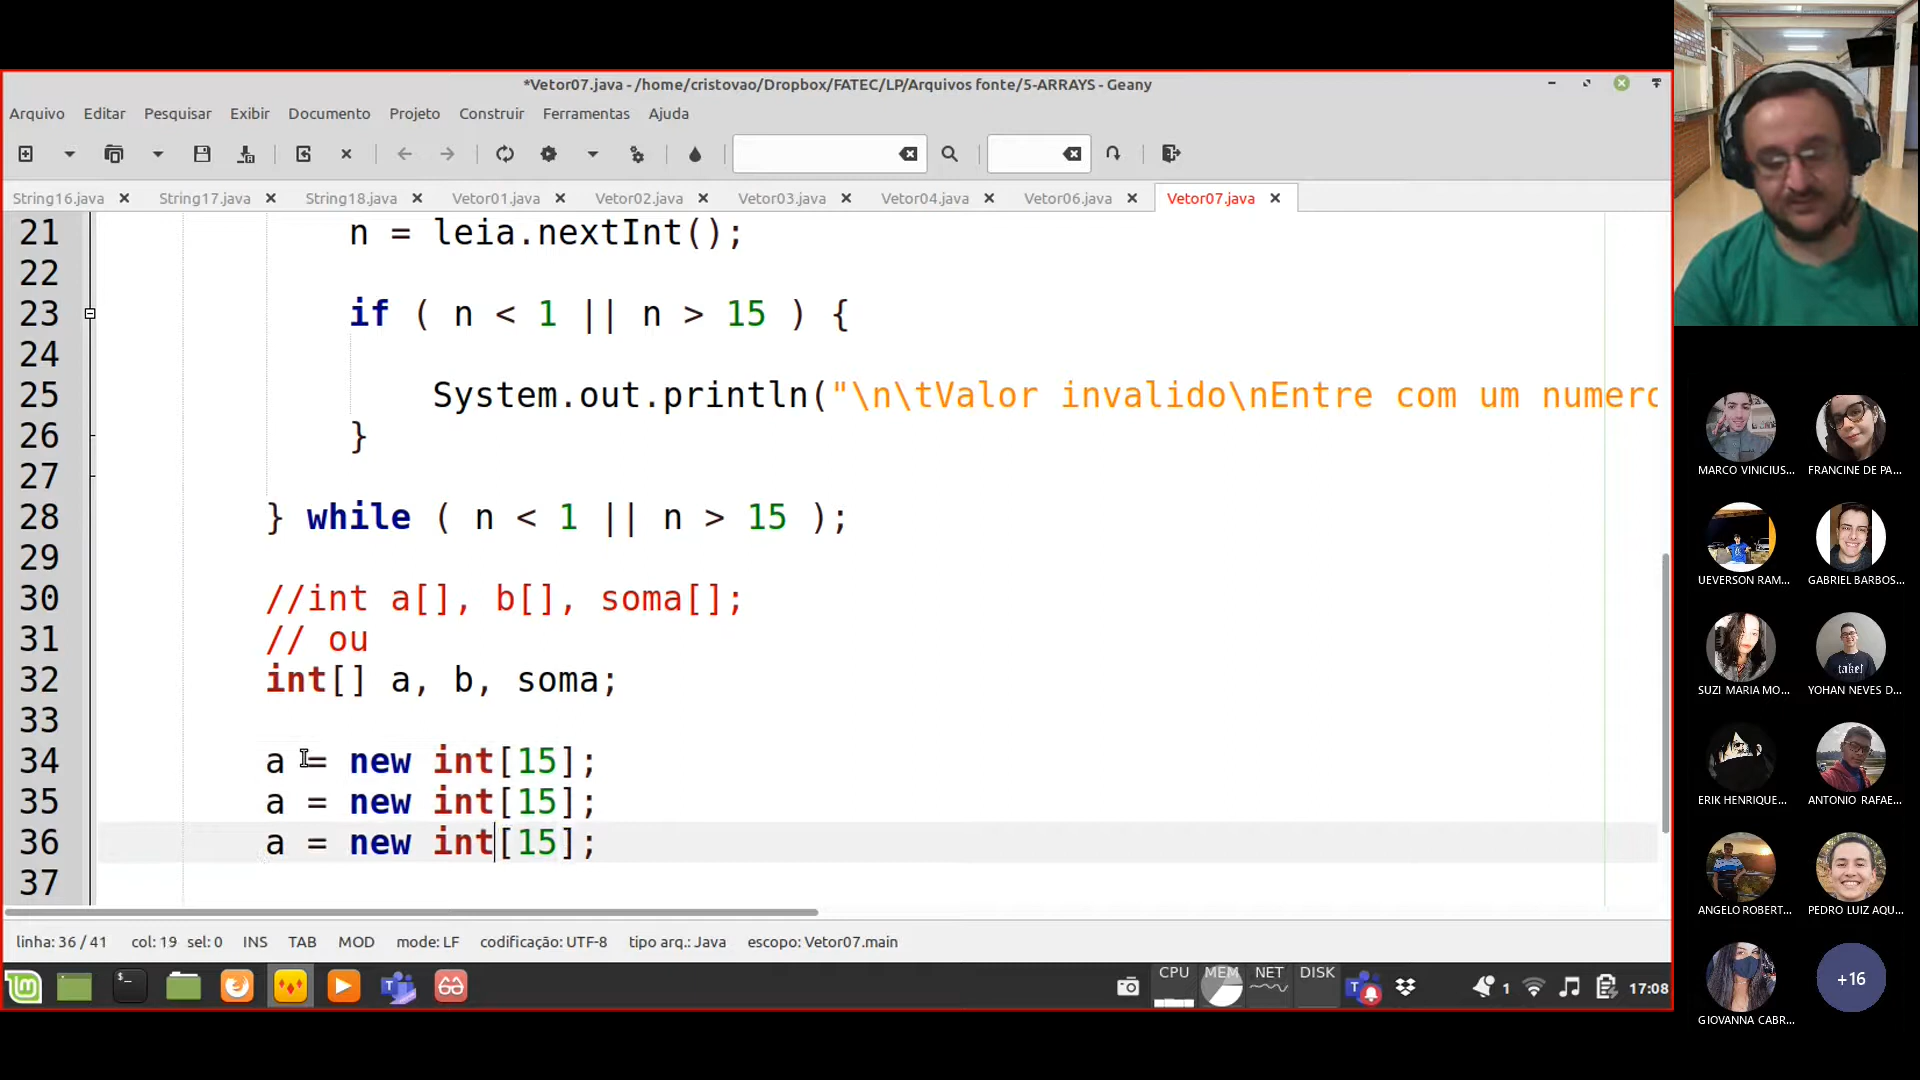 *Vetor07.java - /home/cristovao/Dropbox/FATEC/LP/Arquivos fonte/5-ARRAYS - Geany
Arquivo Editar Pesquisar Exibir Documento Projeto Construir Ferramentas Ajuda
String16.java String17.java String18.java Vetor01.java Vetor02.java Vetor03.java Vetor04.java Vetor06.java Vetor07.java
21 n = leia.nextInt();
22
23 if ( n < 1 || n > 15 ) {
24
25 System.out.println("\n\tValor invalido\nEntre com um numero
26 }
27
28 } while ( n < 1 || n > 15 );
29
30 //int a[], b[], soma[];
31 // ou
32 int[] a, b, soma;
33
34 a = new int[15];
35 a = new int[15];
36 a = new int[15];
37
linha: 36 / 41 col: 19 sel: 0 INS TAB MOD mode: LF codificação: UTF-8 tipo arq.: Java escopo: Vetor07.main
CPU MEM NET DISK 1 17:08
MARCO VINICIUS... FRANCINE DE PA...
UEVERSON RAM... GABRIEL BARBOS...
SUZI MARIA MO... YOHAN NEVES D...
take!
ERIK HENRIQUE... ANTONIO RAFAE...
ANGELO ROBERT... PEDRO LUIZ AQU...
GIOVANNA CABR... +16